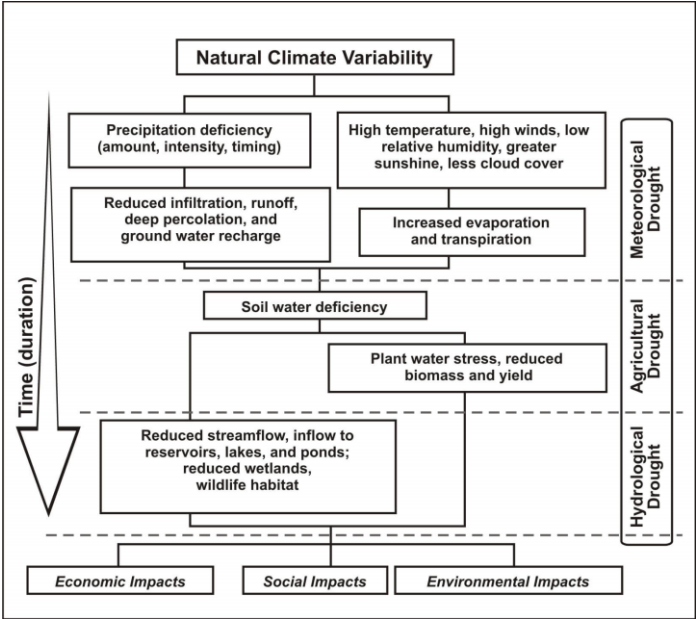 Natural Climate Variability
Precipitation deficiency
(amount, intensity, timing)
High temperature, high winds, low
relative humidity, greater
sunshine, less cloud cover
Reduced infiltration, runoff,
deep percolation, and
ground water recharge
Increased evaporation
and transpiration
Meteorological
Drought
Time (duration)
Soil water deficiency
Plant water stress, reduced
biomass and yield
Agricultural
Drought
Reduced streamflow, inflow to
reservoirs, lakes, and ponds;
reduced wetlands,
wildlife habitat
Hydrological
Drought
Economic Impacts
Social Impacts
Environmental Impacts